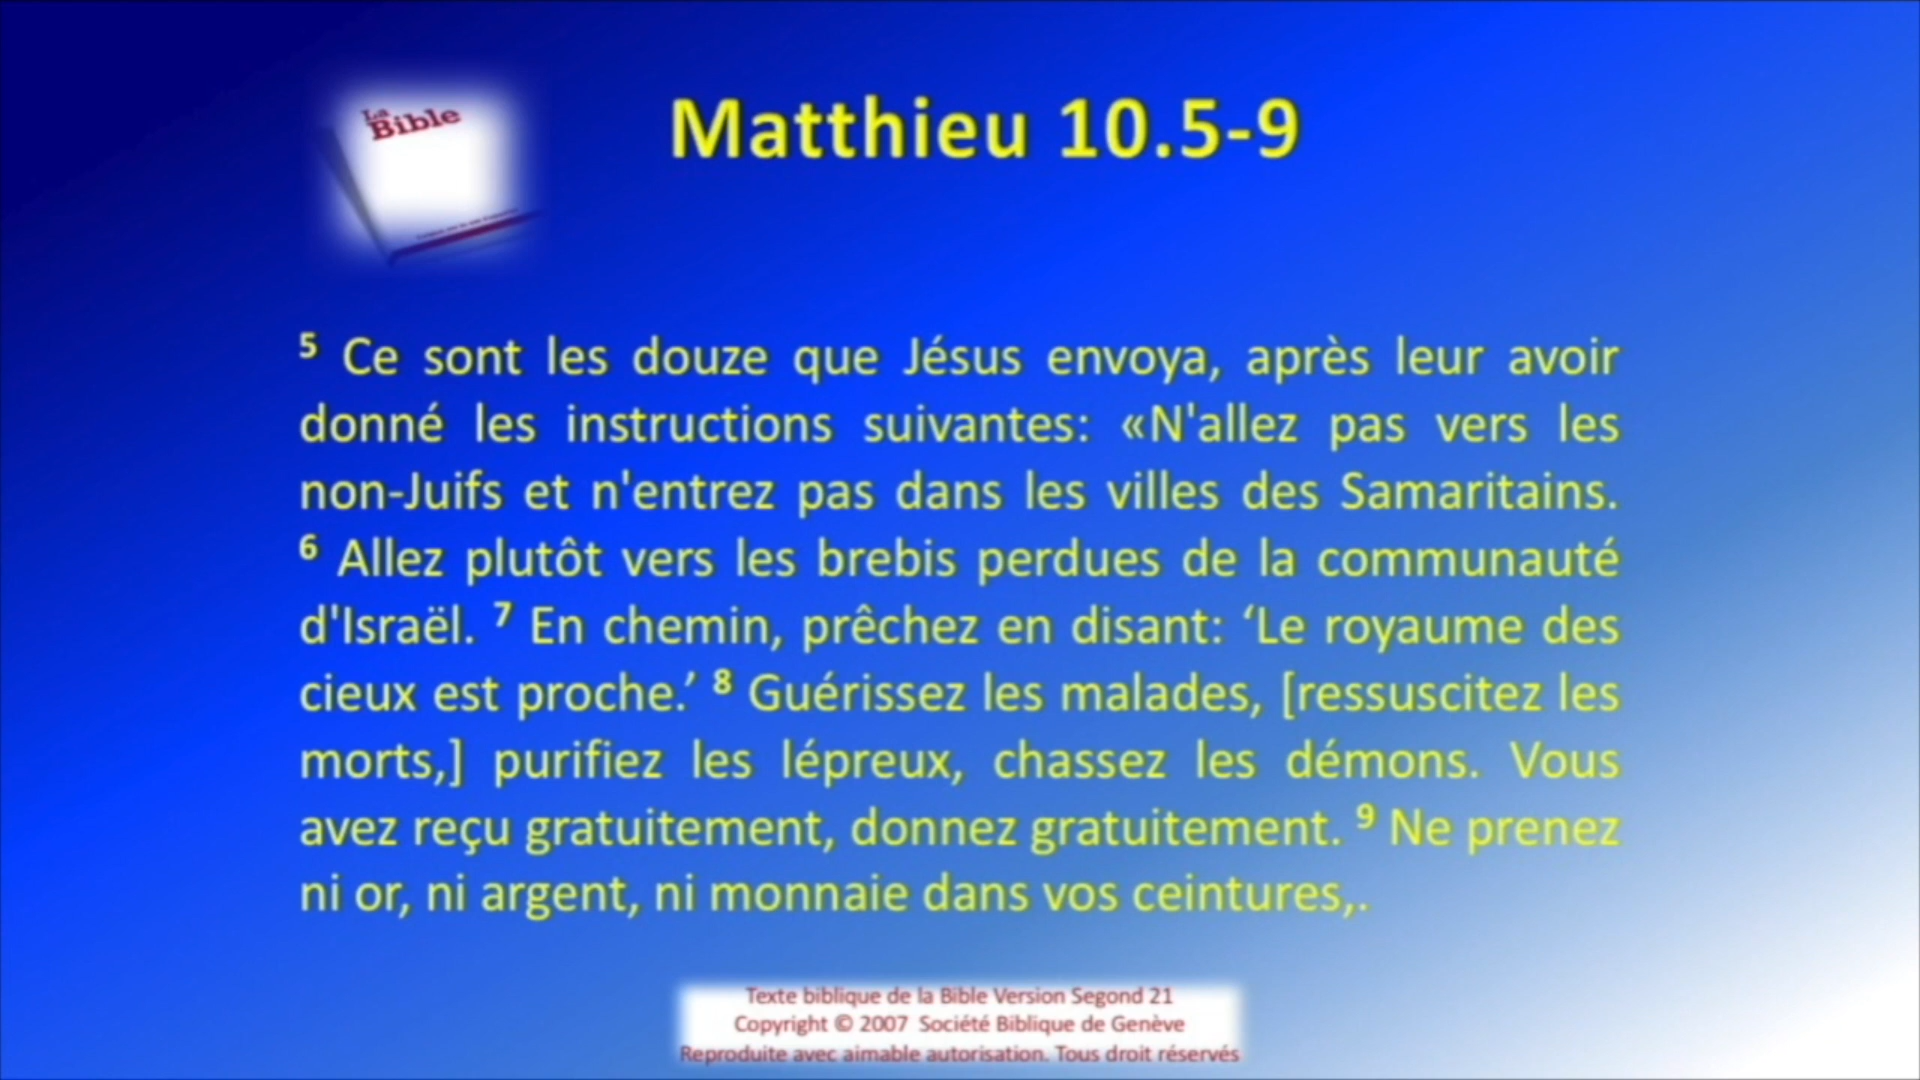 La
Bible
Matthieu 10.5-9
5 Ce sont les douze que Jésus envoya, après leur avoir
donné les instructions suivantes: «N'allez pas vers les
non-Juifs et n'entrez pas dans les villes des Samaritains.
6 Allez plutôt vers les brebis perdues de la communauté
d'Israël. 7 En chemin, prêchez en disant: ‘Le royaume des
cieux est proche.’ 8 Guérissez les malades, [ressuscitez les
morts,] purifiez les lépreux, chassez les démons. Vous
avez reçu gratuitement, donnez gratuitement. 9 Ne prenez
ni or, ni argent, ni monnaie dans vos ceintures,.
Texte biblique de la Bible Version Segond 21
Copyright © 2007 Société Biblique de Genève
Reproduite avec aimable autorisation. Tous droit réservés